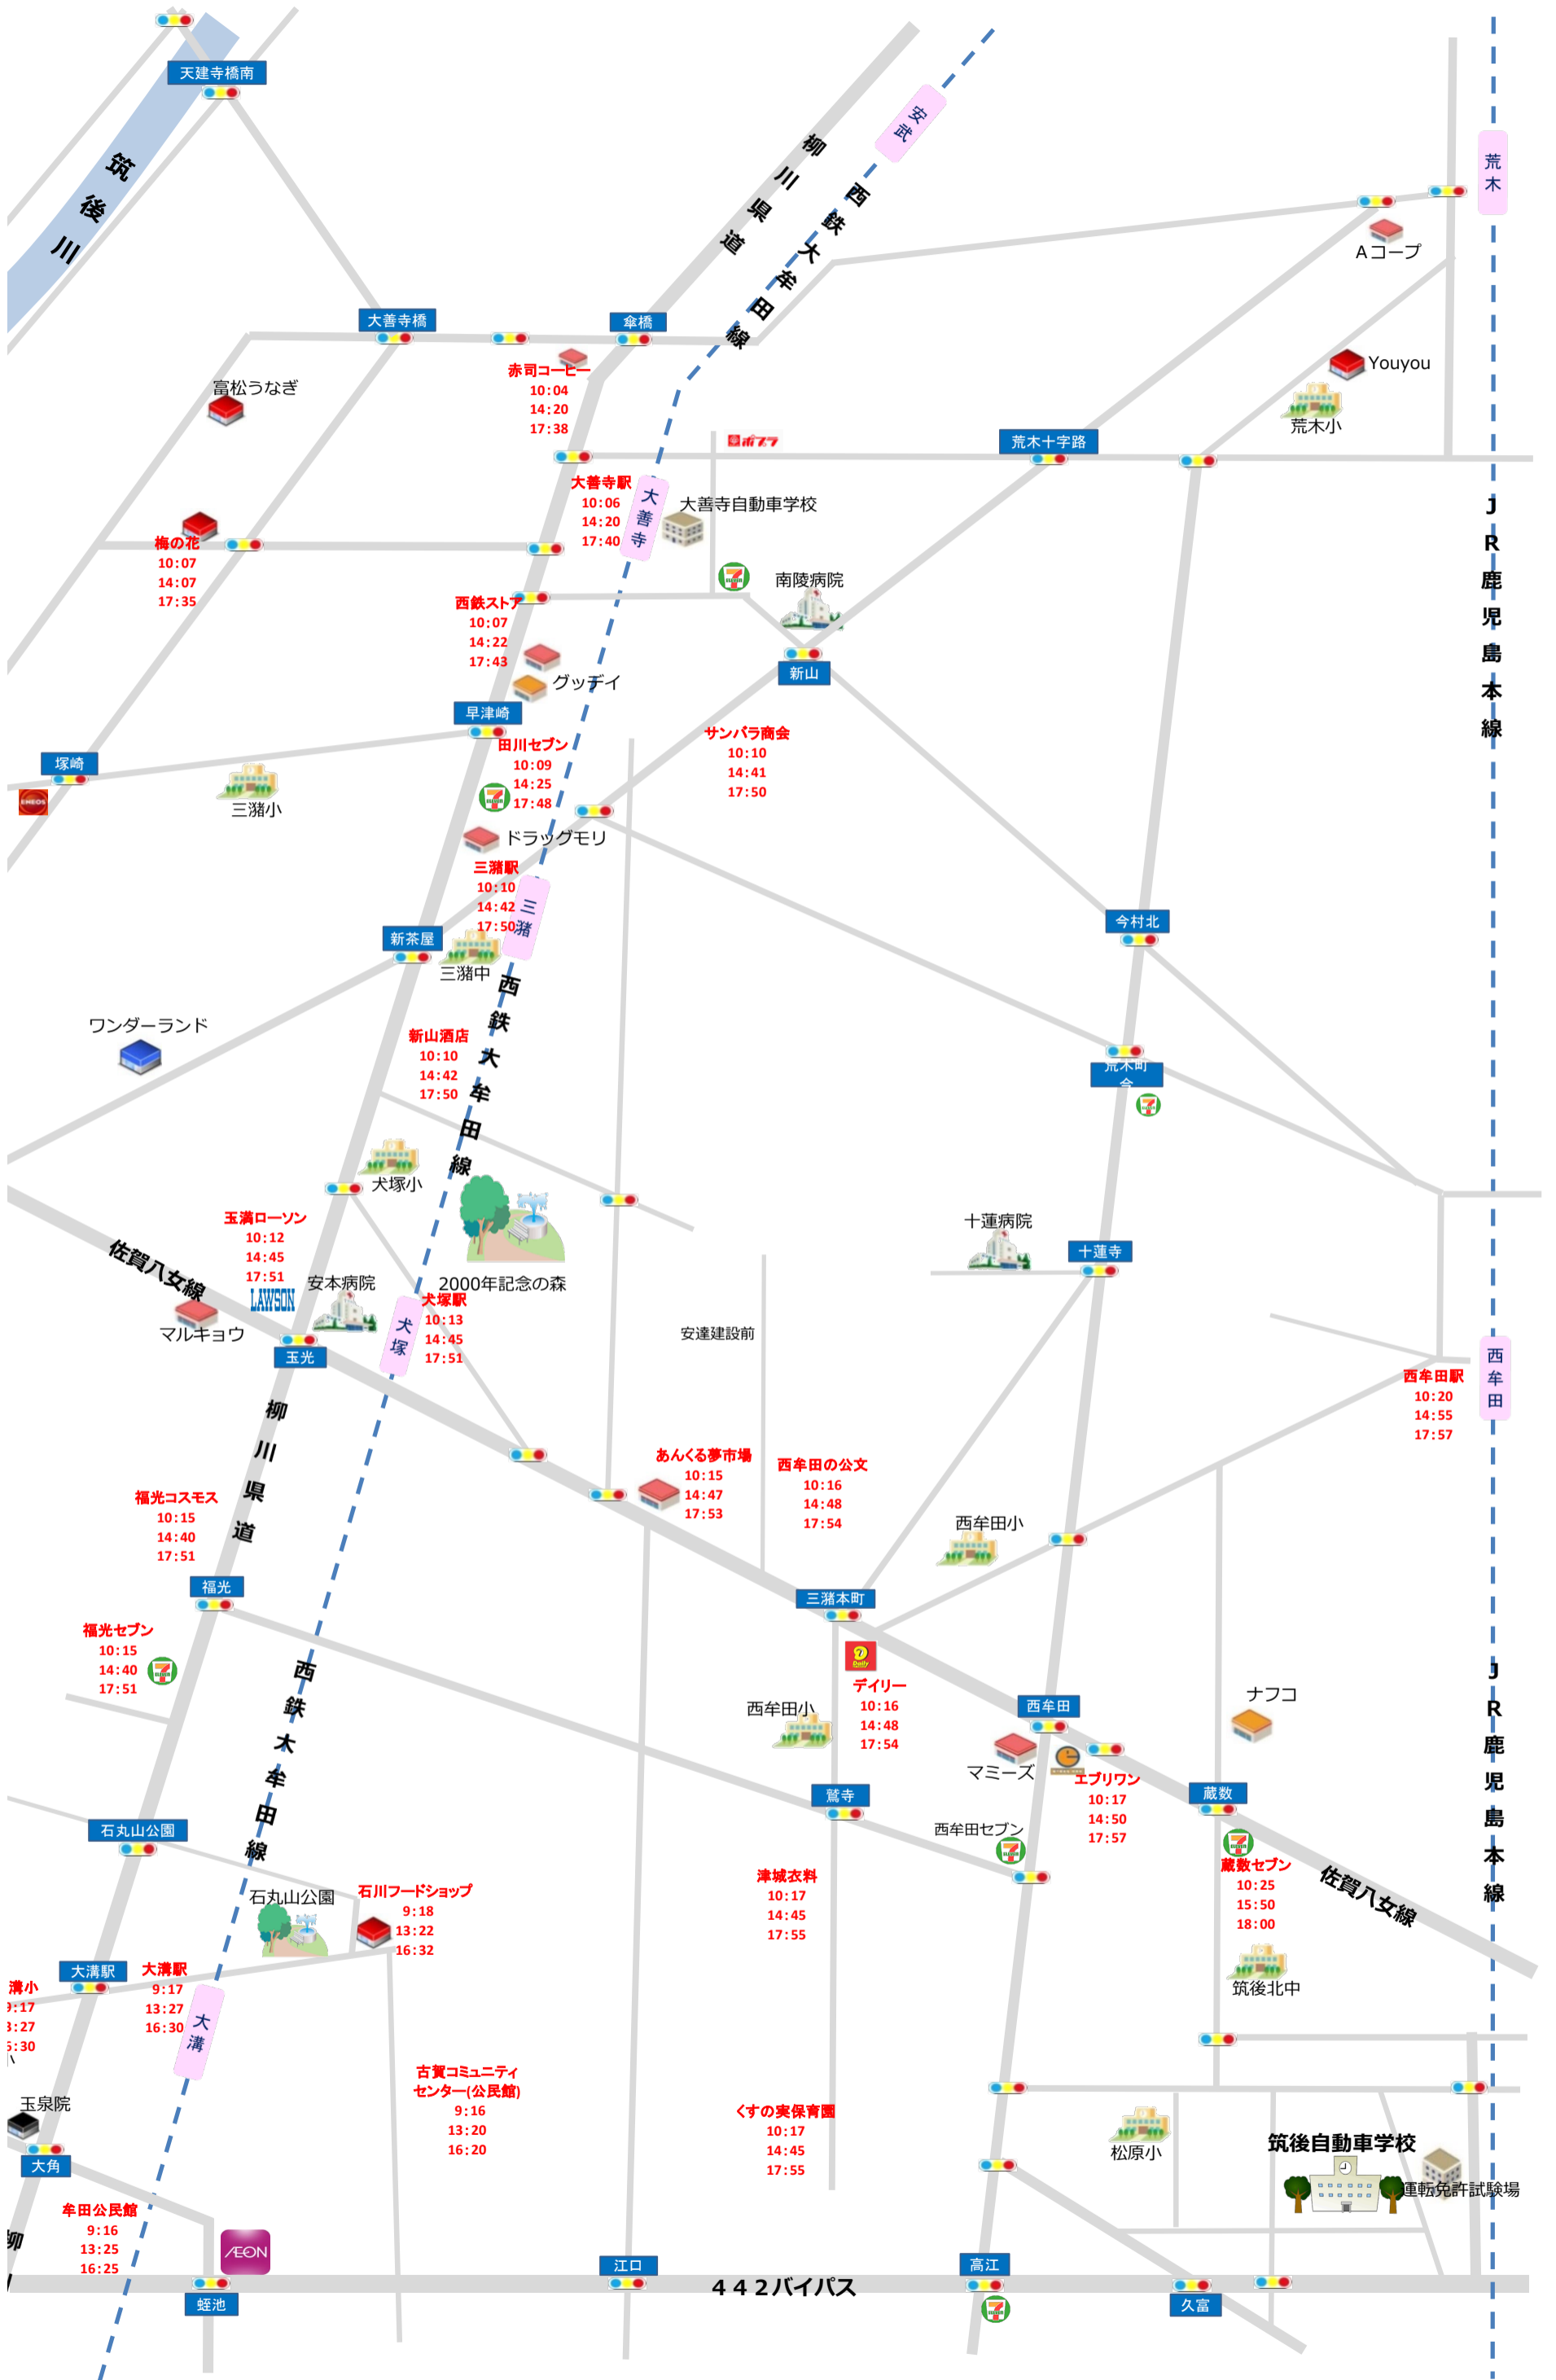 天建寺橋南
筑後川
柳川県道
安武
西鉄大牟田線
荒木
Aコープ
大善寺橋
傘橋
赤司コーヒー
10:04
14:20
17:38
富松うなぎ
Youyou
荒木小
ポプラ
荒木十字路
大善寺駅
10:06
14:20
17:40
大善寺
大善寺自動車学校
JR鹿児島本線
梅の花
10:07
14:07
17:35
南陵病院
西鉄ストア
10:07
14:22
17:43
新山
グッデイ
早津崎
田川セブン
10:09
14:25
17:48
サンパラ商会
10:10
14:41
17:50
塚崎
ENEOS
三潴小
ドラッグモリ
三潴駅
10:10
14:42
17:50
三潴
新茶屋
三潴中
今村北
西鉄大牟田線
ワンダーランド
新山酒店
10:10
14:42
17:50
荒木町
今
犬塚小
玉満ローソン
10:12
14:45
17:51
LAWSON
佐賀八女線
マルキョウ
安本病院
2000年記念の森
玉光
犬塚
犬塚駅
10:13
14:45
17:51
安達建設前
十蓮病院
十蓮寺
西牟田
西牟田駅
10:20
14:55
17:57
柳川県道
あんくる夢市場
10:15
14:47
17:53
西牟田の公文
10:16
14:48
17:54
福光コスモス
10:15
14:40
17:51
西牟田小
福光
三潴本町
福光セブン
10:15
14:40
17:51
Daily
デイリー
10:16
14:48
17:54
西鉄大牟田線
西牟田小
西牟田
ナフコ
JR鹿児島本線
マミーズ
エブリワン
10:17
14:50
17:57
鷲寺
蔵数
石丸山公園
西牟田セブン
蔵数セブン
10:25
15:50
18:00
佐賀八女線
石丸山公園
石川フードショップ
9:18
13:22
16:32
津城衣料
10:17
14:45
17:55
筑後北中
大溝駅
大溝駅
9:17
13:27
16:30
大溝
溝小
9:17
3:27
6:30
玉泉院
大角
古賀コミュニティ
センター(公民館)
9:16
13:20
16:20
くすの実保育園
10:17
14:45
17:55
松原小
筑後自動車学校
運転免許試験場
牟田公民館
9:16
13:25
16:25
柳
AEON
蛭池
江口
442バイパス
高江
久富